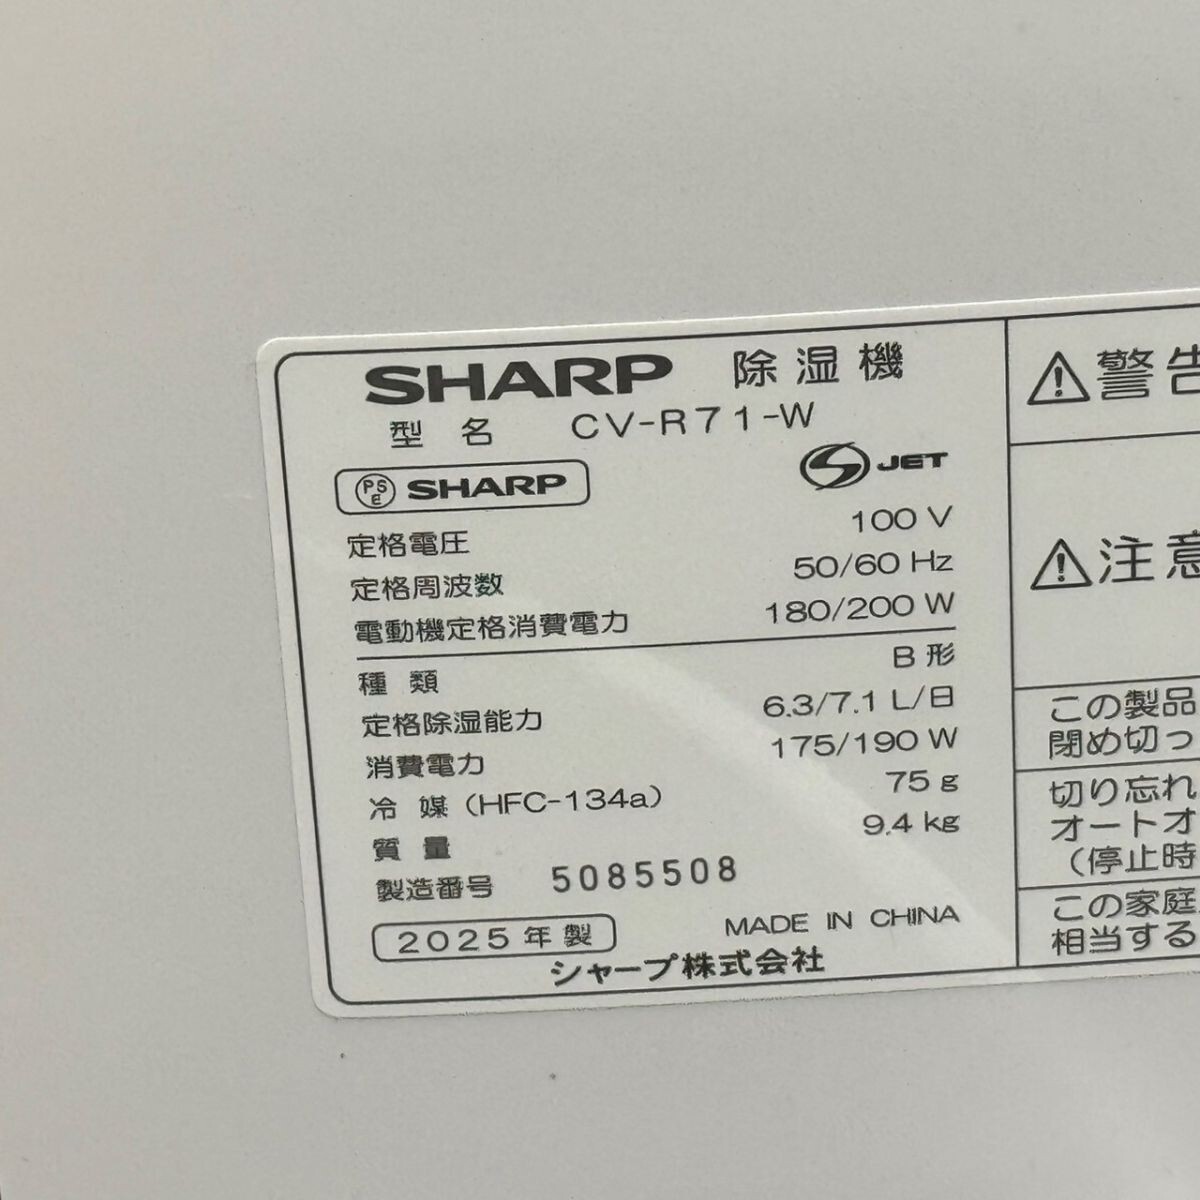 SHARP 除湿機
型名 CV-R71-W
PSE SHARP
S JET
定格電圧 100 V
定格周波数 50/60 Hz
電動機定格消費電力 180/200 W
種類 B 形
定格除湿能力 6.3/7.1 L/日
消費電力 175/190 W
冷媒 (HFC-134a) 75 g
質量 9.4 kg
製造番号 5085508
2025年製 MADE IN CHINA
シャープ株式会社
警告
注意
この製品
閉め切っ
切り忘れ
オートオ
(停止時
この家庭
相当する